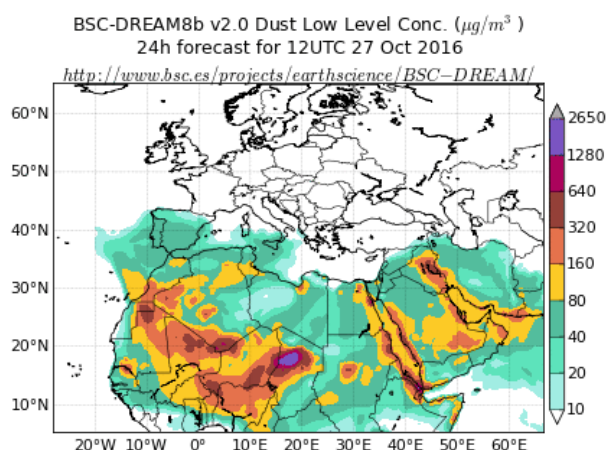 BSC-DREAM8b v2.0 Dust Low Level Conc. (μg/m³ )
24h forecast for 12UTC 27 Oct 2016
http://www.bsc.es/projects/earthscience/BSC−DREAM/
60°N
50°N
40°N
30°N
20°N
10°N
20°W 10°W 0° 10°E 20°E 30°E 40°E 50°E 60°E
2650
1280
640
320
160
80
40
20
10